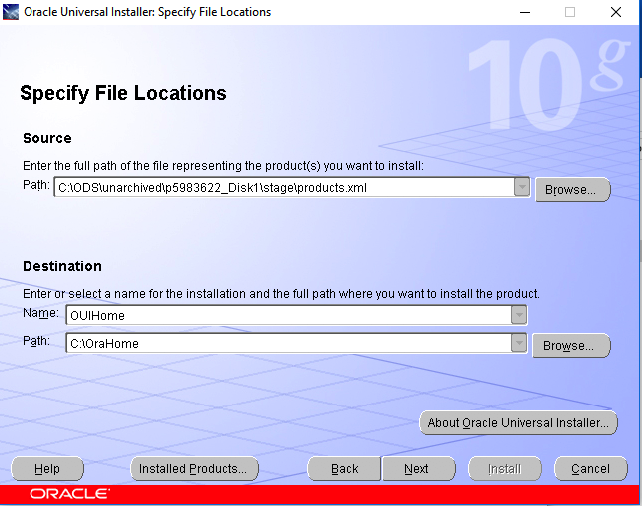 Oracle Universal Installer: Specify File Locations
10g
Specify File Locations
Source
Enter the full path of the file representing the product(s) you want to install:
Path: C:\ODS\unarchived\p5983622_Disk1\stage\products.xml Browse...
Destination
Enter or select a name for the installation and the full path where you want to install the product.
Name: OUIHome
Path: C:\OraHome Browse...
About Oracle Universal Installer...
Help Installed Products... Back Next Install Cancel
ORACLE